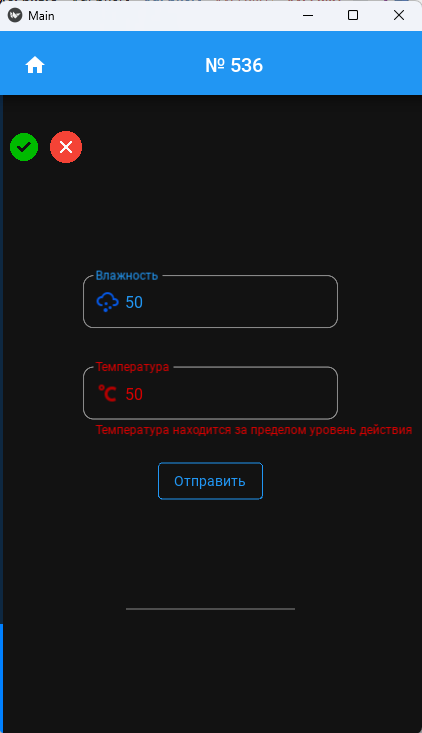 Main
№ 536
Влажность
50
Температура
°C 50
Температура находится за пределом уровень действия
Отправить